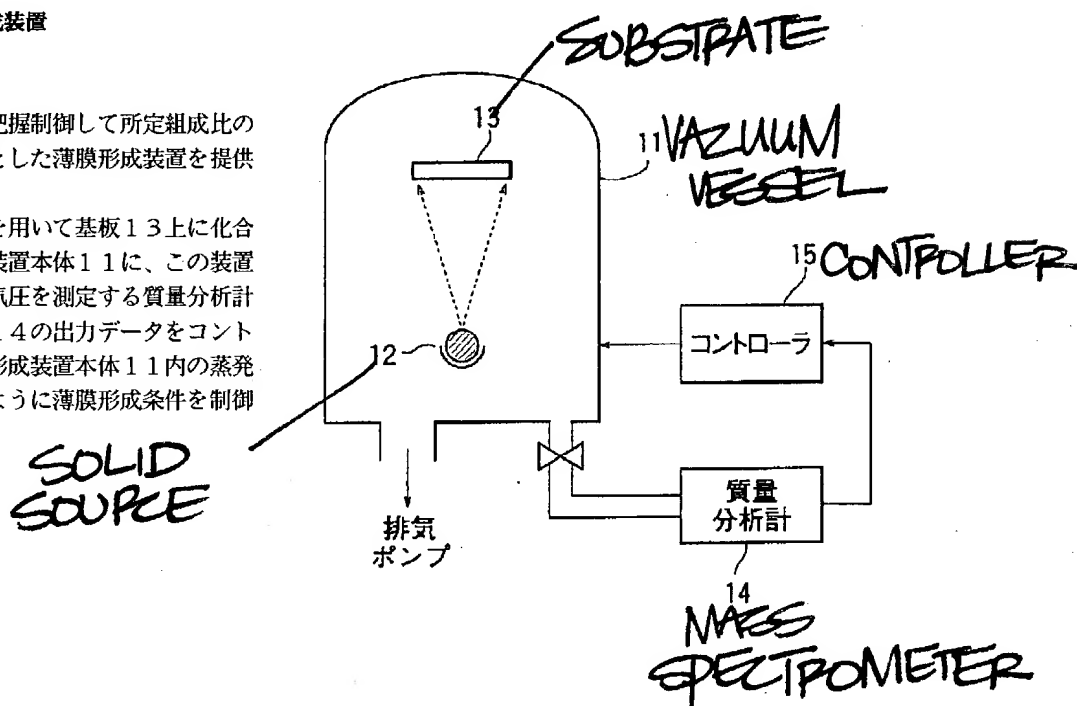 成装置
把握制御して所定組成比の
とした薄膜形成装置を提供
を用いて基板13上に化合
装置本体11に、この装置
気圧を測定する質量分析計
14の出力データをコント
形成装置本体11内の蒸発
ように薄膜形成条件を制御
SUBSTRATE
13
11 VAZUUM
VESSEL
15 CONTROLLER
コントローラ
12
SOLID
SOURCE
排気
ポンプ
質量
分析計
14
MASS
SPECTROMETER